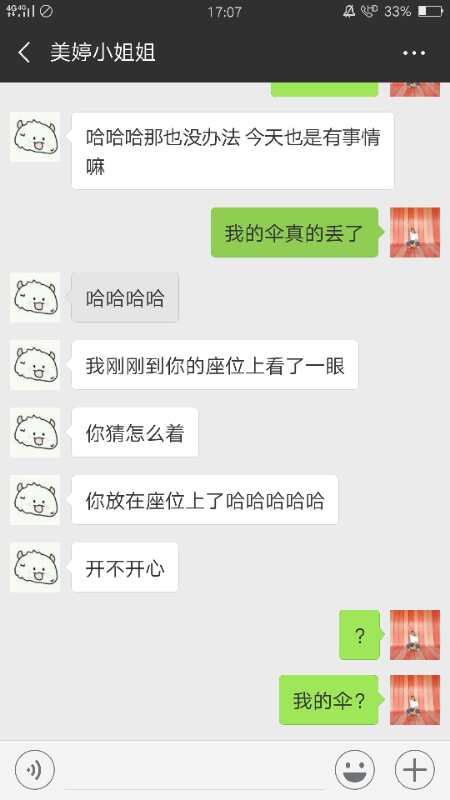 4G 4G 17:07 HD 33%
美婷小姐姐
哈哈哈那也没办法 今天也是有事情
嘛
我的伞真的丢了
哈哈哈哈
我刚刚到你的座位上看了一眼
你猜怎么着
你放在座位上了哈哈哈哈哈
开不开心
?
我的伞?